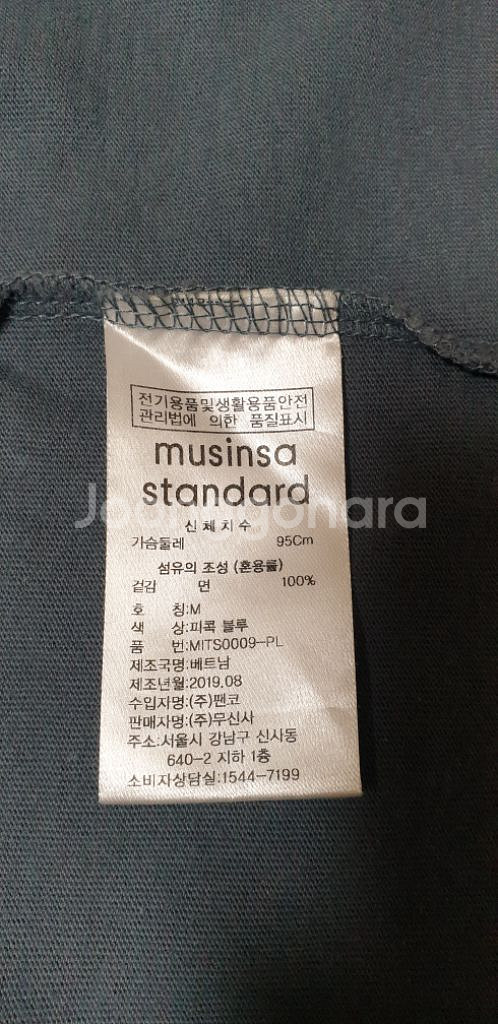 전기용품및생활용품안전
관리법에 의한 품질표시
musinsa
standard
Joonggonara
신체치수
가슴둘레 95Cm
섬유의 조성 (혼용률)
겉감 면 100%
호 칭:M
색 상:피콕 블루
품 번:MITS0009-PL
제조국명:베트남
제조년월:2019.08
수입자명:(주)팬코
판매자명:(주)무신사
주소:서울시 강남구 신사동
640-2 지하 1층
소비자상담실:1544-7199